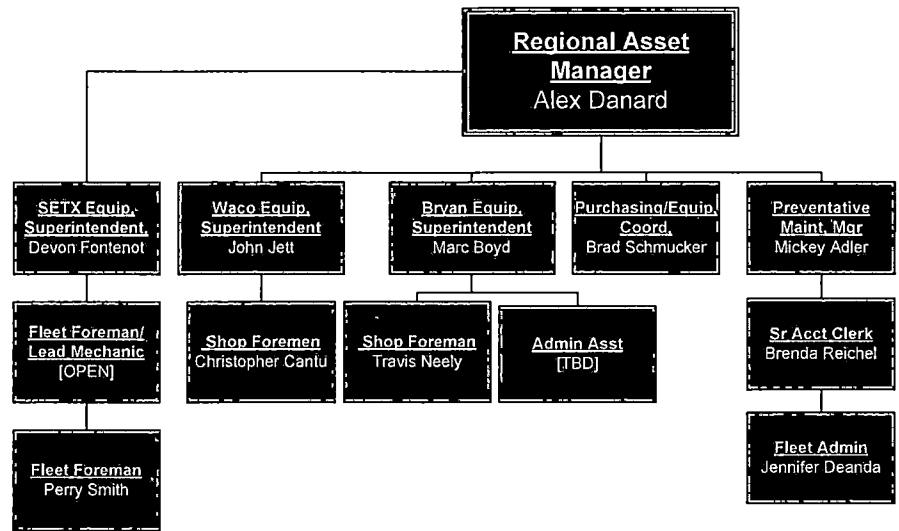 Regional Asset
Manager
Alex Danard
SETX Equip.
Superintendent,
Devon Fontenot
Waco Equip.
Superintendent
John Jett
Bryan Equip.
Superintendent
Marc Boyd
Purchasing/Equip.
Coord,
Brad Schmucker
Preventative
Maint. Mgr
Mickey Adler
Fleet Foreman/
Lead Mechanic
[OPEN]
Shop Foremen
Christopher Cantu
Shop Foreman
Travis Neely
Admin Asst
[TBD]
Sr Acct Clerk
Brenda Reichel
Fleet Foreman
Perry Smith
Fleet Admin
Jennifer Deanda